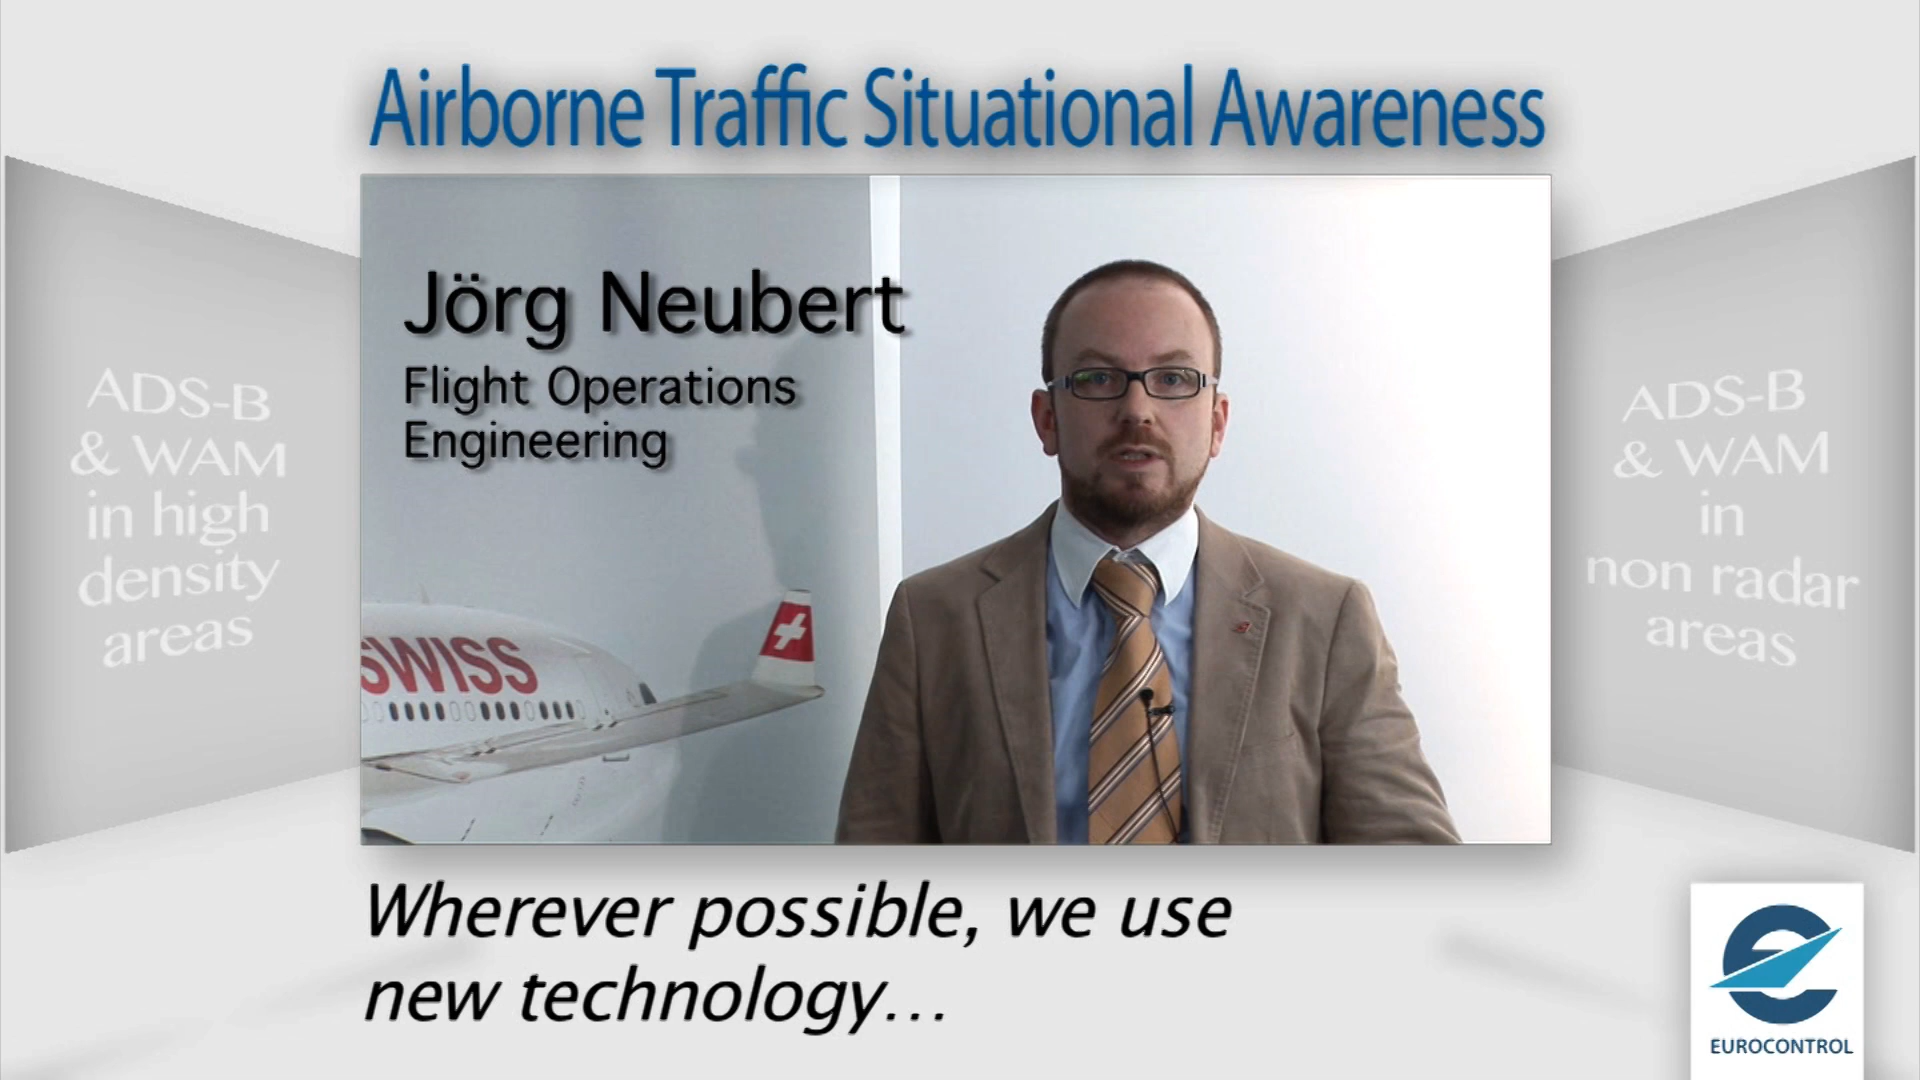 Airborne Traffic Situational Awareness
Jörg Neubert
Flight Operations
Engineering
SWISS
ADS-B
& WAM
in high
density
areas
ADS-B
& WAM
in
non radar
areas
Wherever possible, we use
new technology...
EUROCONTROL